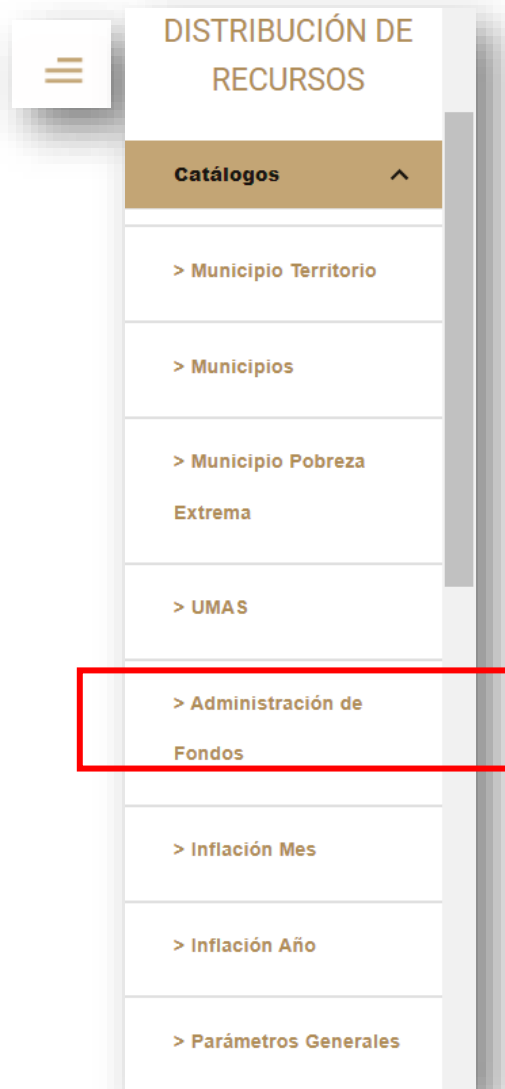 DISTRIBUCIÓN DE
RECURSOS
Catálogos
> Municipio Territorio
> Municipios
> Municipio Pobreza
Extrema
> UMAS
> Administración de
Fondos
> Inflación Mes
> Inflación Año
> Parámetros Generales